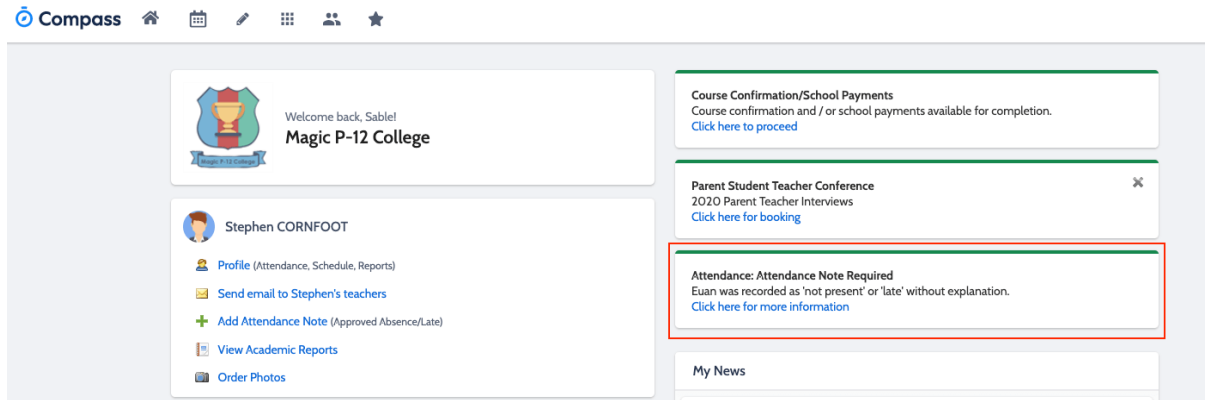 Compass
Welcome back, Sable!
Magic P-12 College
Magic P-12 College
Stephen CORNFOOT
Profile (Attendance, Schedule, Reports)
Send email to Stephen's teachers
Add Attendance Note (Approved Absence/Late)
View Academic Reports
Order Photos
Course Confirmation/School Payments
Course confirmation and / or school payments available for completion.
Click here to proceed
Parent Student Teacher Conference
2020 Parent Teacher Interviews
Click here for booking
Attendance: Attendance Note Required
Euan was recorded as 'not present' or 'late' without explanation.
Click here for more information
My News